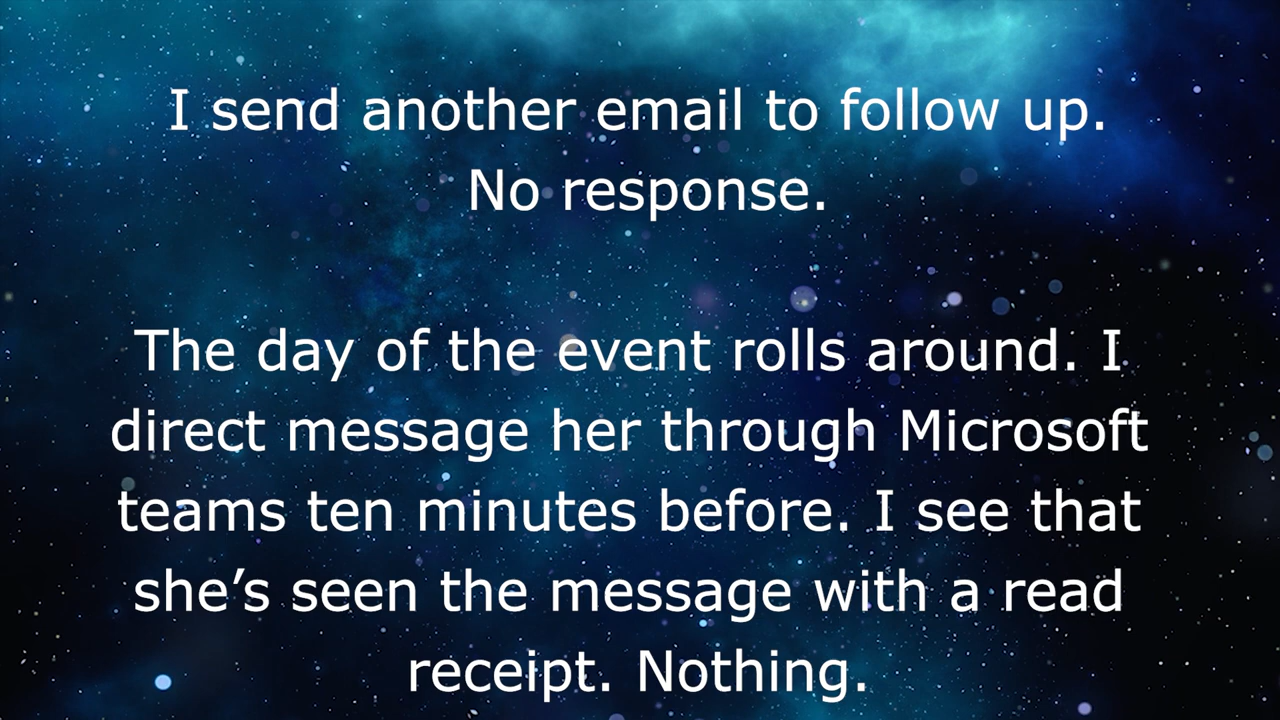 I send another email to follow up.
No response.
The day of the event rolls around. I
direct message her through Microsoft
teams ten minutes before. I see that
she’s seen the message with a read
receipt. Nothing.